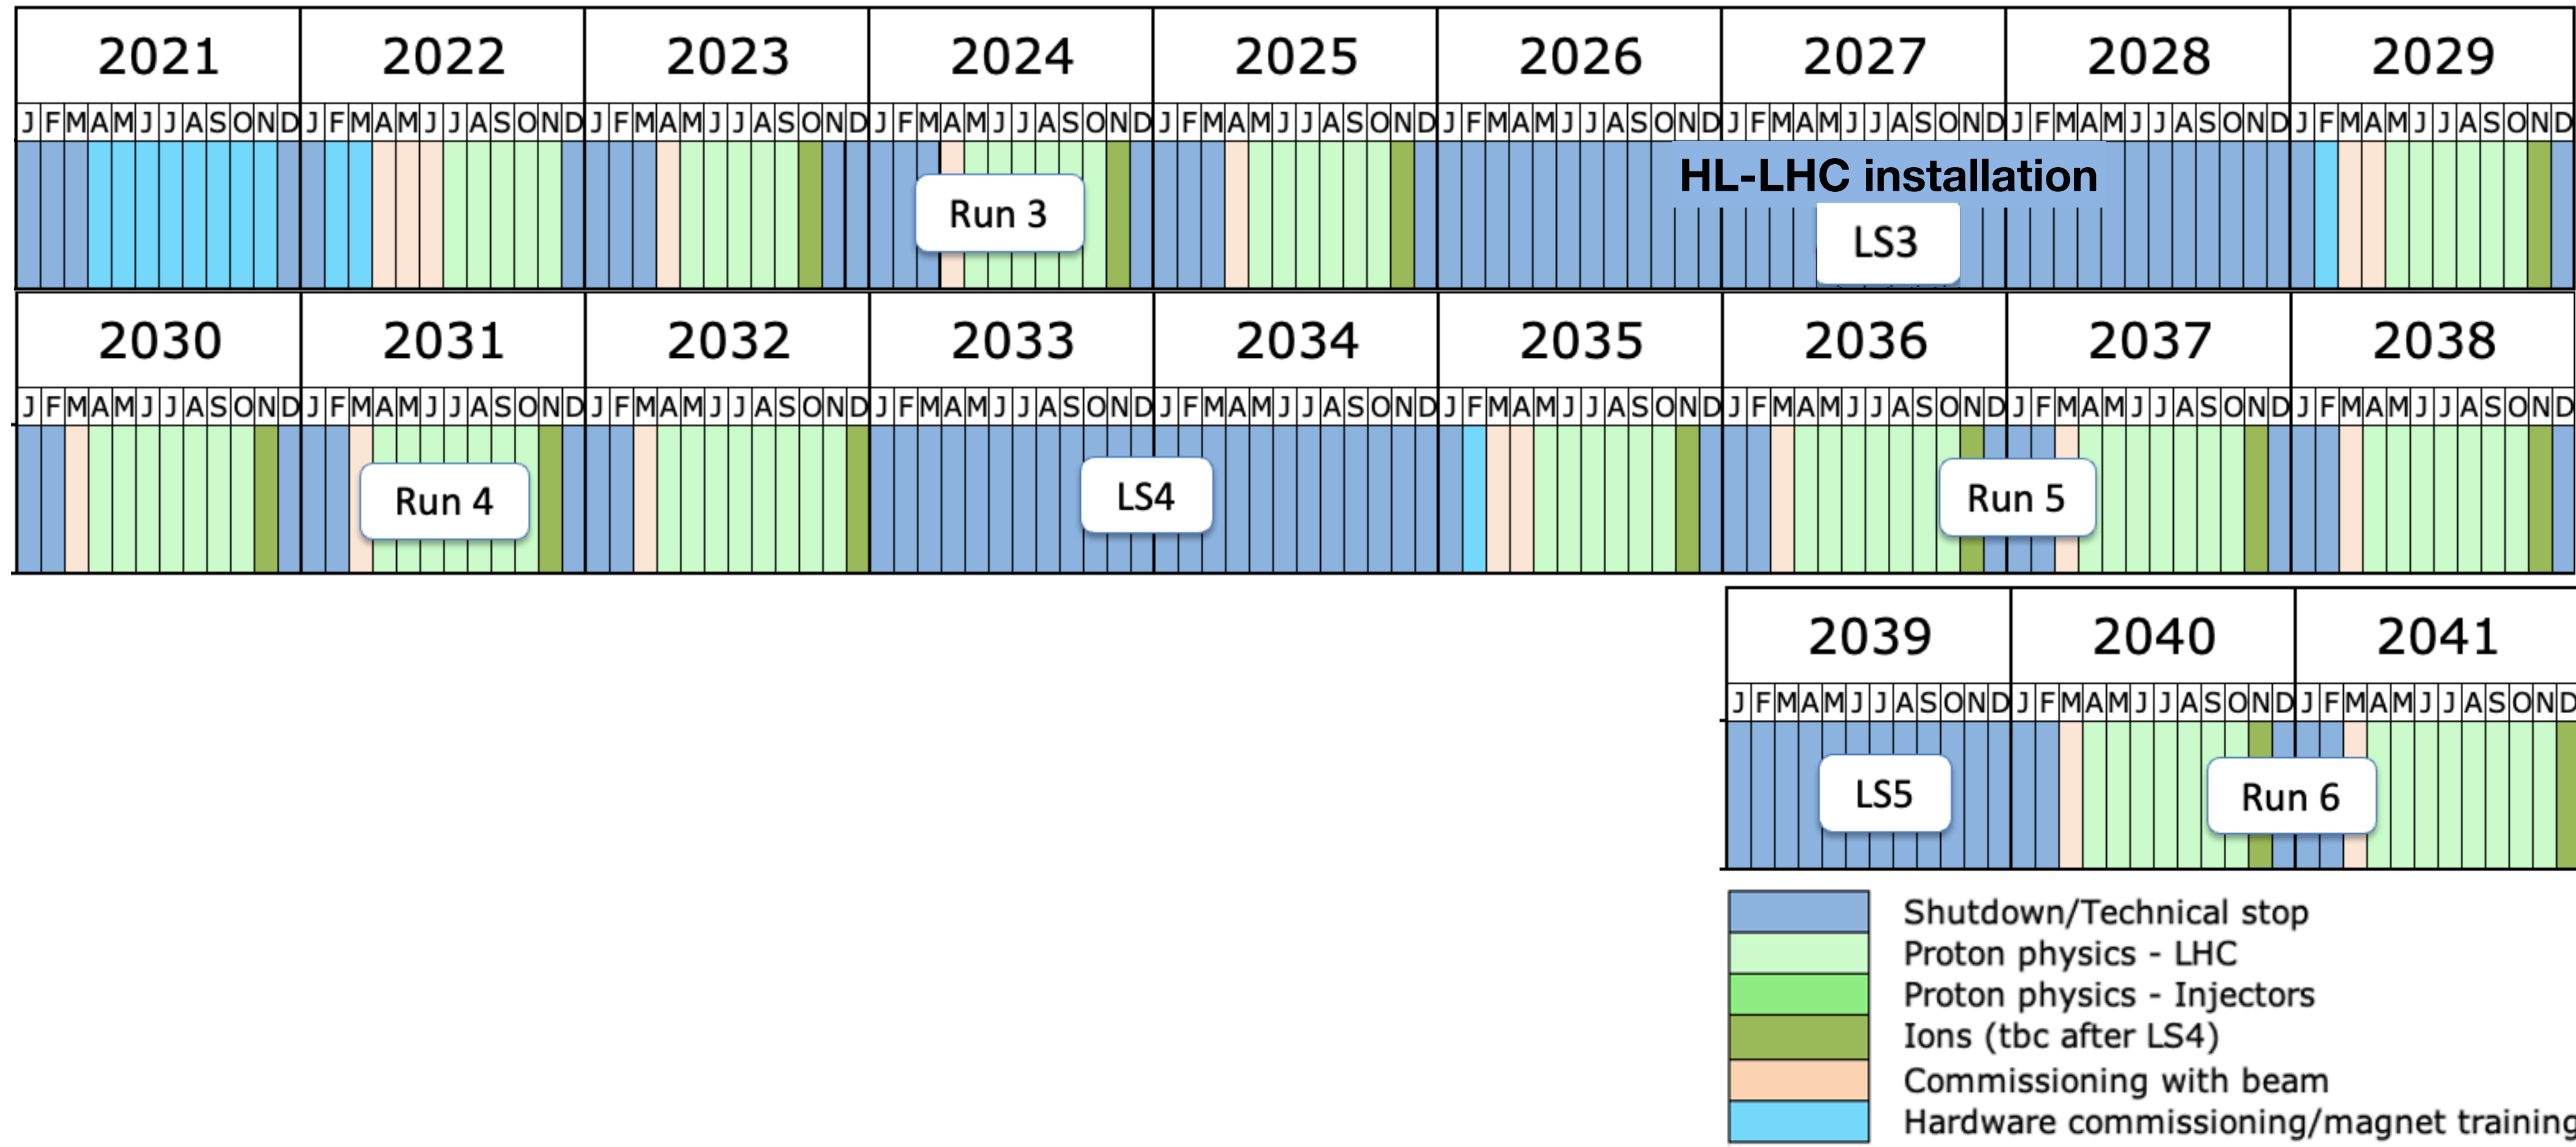 2021 2022 2023 2024 2025 2026 2027 2028 2029
J F M A M J J A S O N D J F M A M J J A S O N D J F M A M J J A S O N D J F M A M J J A S O N D J F M A M J J A S O N D J F M A M J J A S O N D J F M A M J J A S O N D J F M A M J J A S O N D J F M A M J J A S O N D
HL-LHC installation
Run 3
LS3
2030 2031 2032 2033 2034 2035 2036 2037 2038
J F M A M J J A S O N D J F M A M J J A S O N D J F M A M J J A S O N D J F M A M J J A S O N D J F M A M J J A S O N D J F M A M J J A S O N D J F M A M J J A S O N D J F M A M J J A S O N D J F M A M J J A S O N D
Run 4 LS4 Run 5
2039 2040 2041
J F M A M J J A S O N D J F M A M J J A S O N D J F M A M J J A S O N D
LS5 Run 6
Shutdown/Technical stop
Proton physics - LHC
Proton physics - Injectors
Ions (tbc after LS4)
Commissioning with beam
Hardware commissioning/magnet training